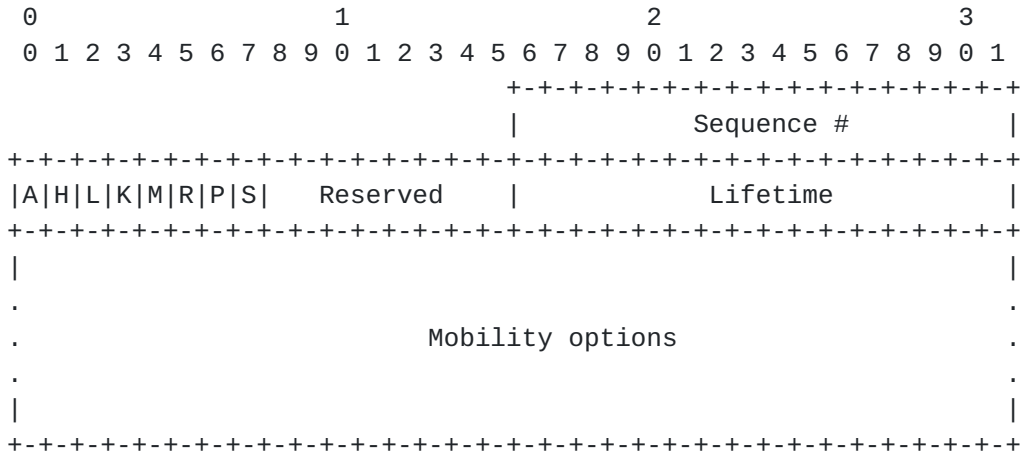 0                   1                   2                   3
 0 1 2 3 4 5 6 7 8 9 0 1 2 3 4 5 6 7 8 9 0 1 2 3 4 5 6 7 8 9 0 1
                                +-+-+-+-+-+-+-+-+-+-+-+-+-+-+-+-+
                                |           Sequence #          |
+-+-+-+-+-+-+-+-+-+-+-+-+-+-+-+-+-+-+-+-+-+-+-+-+-+-+-+-+-+-+-+-+
|A|H|L|K|M|R|P|S|   Reserved    |            Lifetime           |
+-+-+-+-+-+-+-+-+-+-+-+-+-+-+-+-+-+-+-+-+-+-+-+-+-+-+-+-+-+-+-+-+
|                                                               |
.                                                               .
.                          Mobility options                     .
.                                                               .
|                                                               |
+-+-+-+-+-+-+-+-+-+-+-+-+-+-+-+-+-+-+-+-+-+-+-+-+-+-+-+-+-+-+-+-+